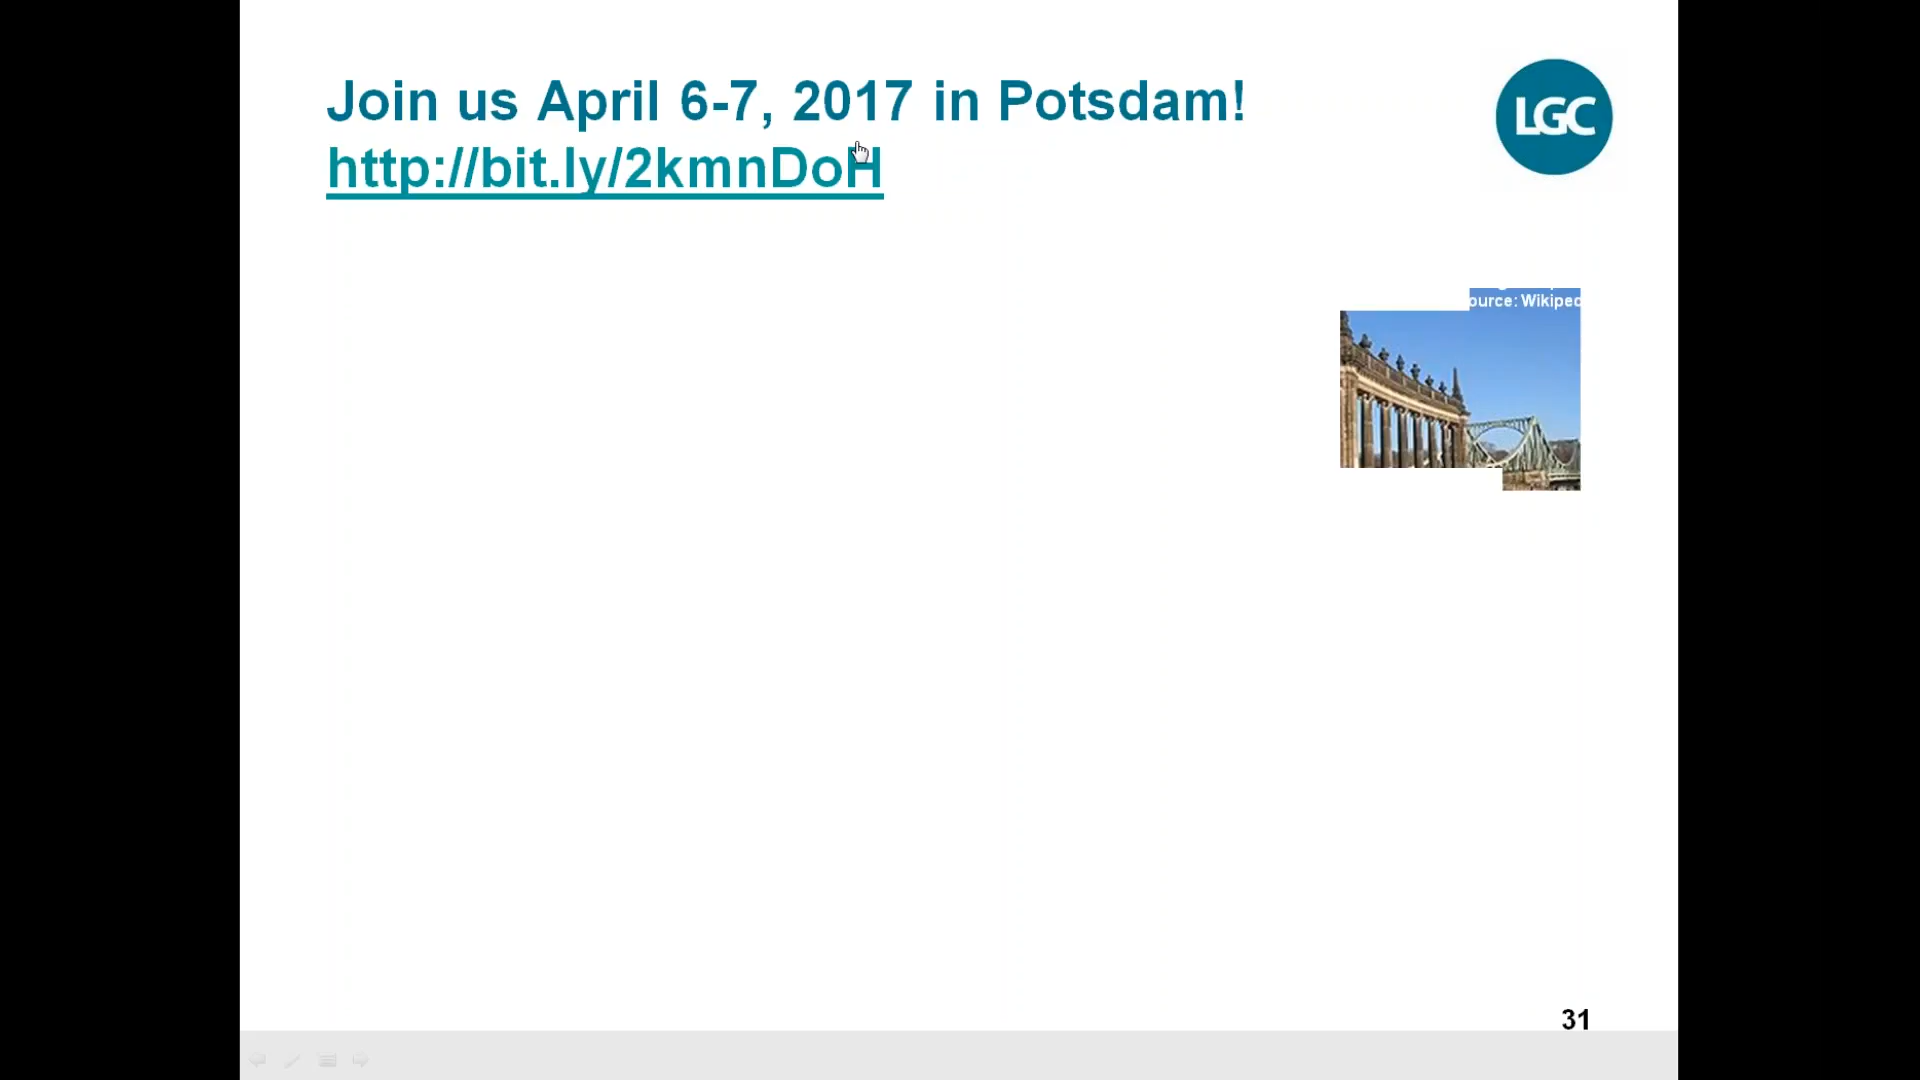 Join us April 6-7, 2017 in Potsdam!
http://bit.ly/2kmnDoH
LGC
ource: Wikiped
31